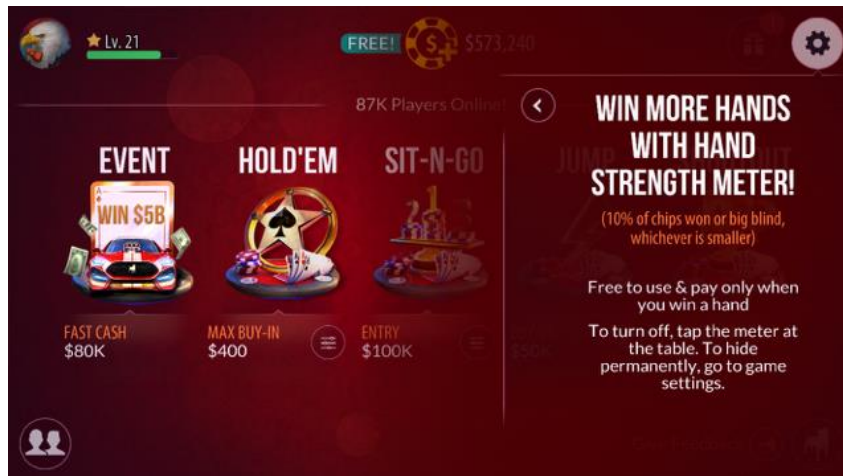 Lv. 21
FREE!
$573,240
87K Players Online!
EVENT
WIN $5B
FAST CASH
$80K
HOLD'EM
MAX BUY-IN
$400
SIT-N-GO
ENTRY
$100K
JUMP
$50K
WIN MORE HANDS
WITH HAND
STRENGTH METER!
(10% of chips won or big blind,
whichever is smaller)
Free to use & pay only when
you win a hand
To turn off, tap the meter at
the table. To hide
permanently, go to game
settings.